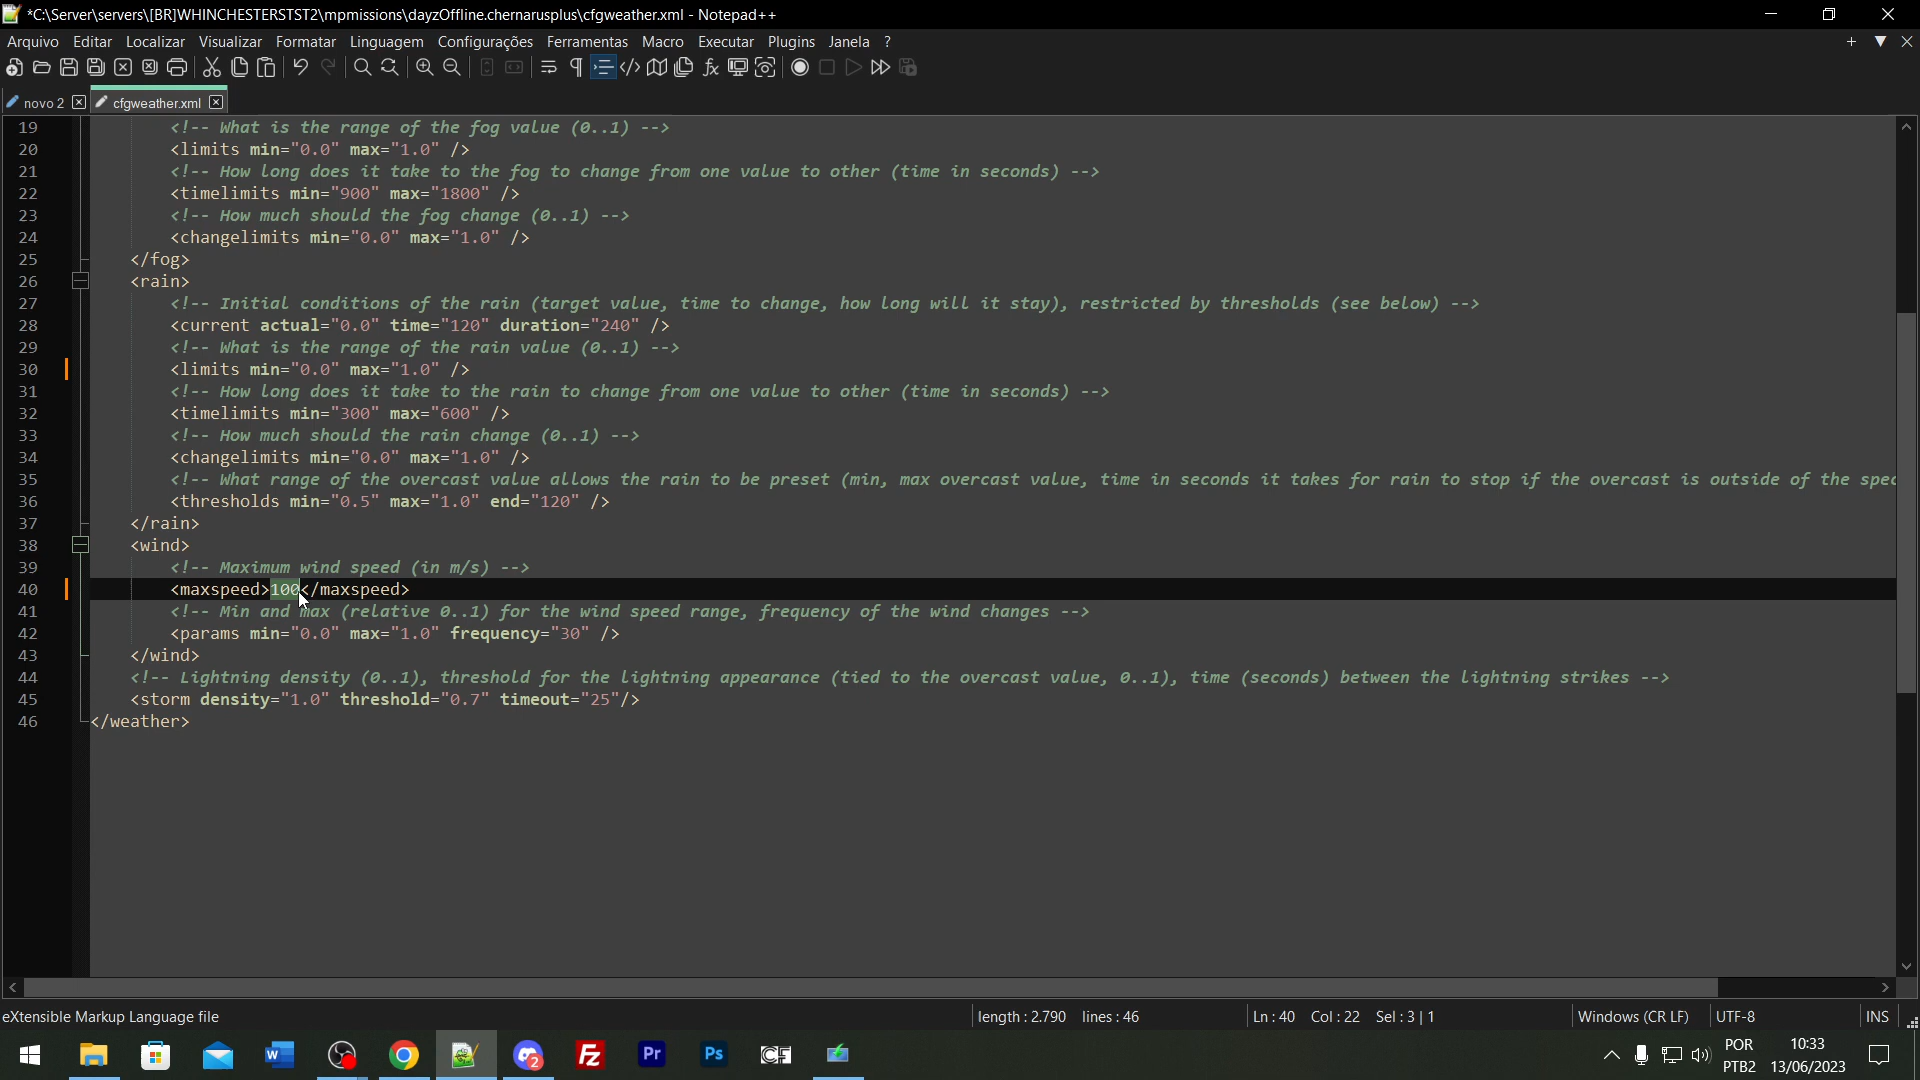 *C:\Server\servers\[BR]WHINCHESTERSTST2\mpmissions\dayzOffline.chernarusplus\cfgweather.xml - Notepad++
Arquivo Editar Localizar Visualizar Formatar Linguagem Configurações Ferramentas Macro Executar Plugins Janela ?
novo 2 cfgweather.xml
19 <!-- What is the range of the fog value (0..1) -->
20 <limits min="0.0" max="1.0" />
21 <!-- How long does it take to the fog to change from one value to other (time in seconds) -->
22 <timelimits min="900" max="1800" />
23 <!-- How much should the fog change (0..1) -->
24 <changelimits min="0.0" max="1.0" />
25 </fog>
26 <rain>
27 <!-- Initial conditions of the rain (target value, time to change, how long will it stay), restricted by thresholds (see below) -->
28 <current actual="0.0" time="120" duration="240" />
29 <!-- What is the range of the rain value (0..1) -->
30 <limits min="0.0" max="1.0" />
31 <!-- How long does it take to the rain to change from one value to other (time in seconds) -->
32 <timelimits min="300" max="600" />
33 <!-- How much should the rain change (0..1) -->
34 <changelimits min="0.0" max="1.0" />
35 <!-- What range of the overcast value allows the rain to be preset (min, max overcast value, time in seconds it takes for rain to stop if the overcast is outside of the spec
36 <thresholds min="0.5" max="1.0" end="120" />
37 </rain>
38 <wind>
39 <!-- Maximum wind speed (in m/s) -->
40 <maxspeed>100</maxspeed>
41 <!-- Min and max (relative 0..1) for the wind speed range, frequency of the wind changes -->
42 <params min="0.0" max="1.0" frequency="30" />
43 </wind>
44 <!-- Lightning density (0..1), threshold for the lightning appearance (tied to the overcast value, 0..1), time (seconds) between the lightning strikes -->
45 <storm density="1.0" threshold="0.7" timeout="25"/>
46 </weather>
eXtensible Markup Language file length : 2.790 lines : 46 Ln : 40 Col : 22 Sel : 3 | 1 Windows (CR LF) UTF-8 INS
2 Pr Ps CF POR 10:33
PTB2 13/06/2023